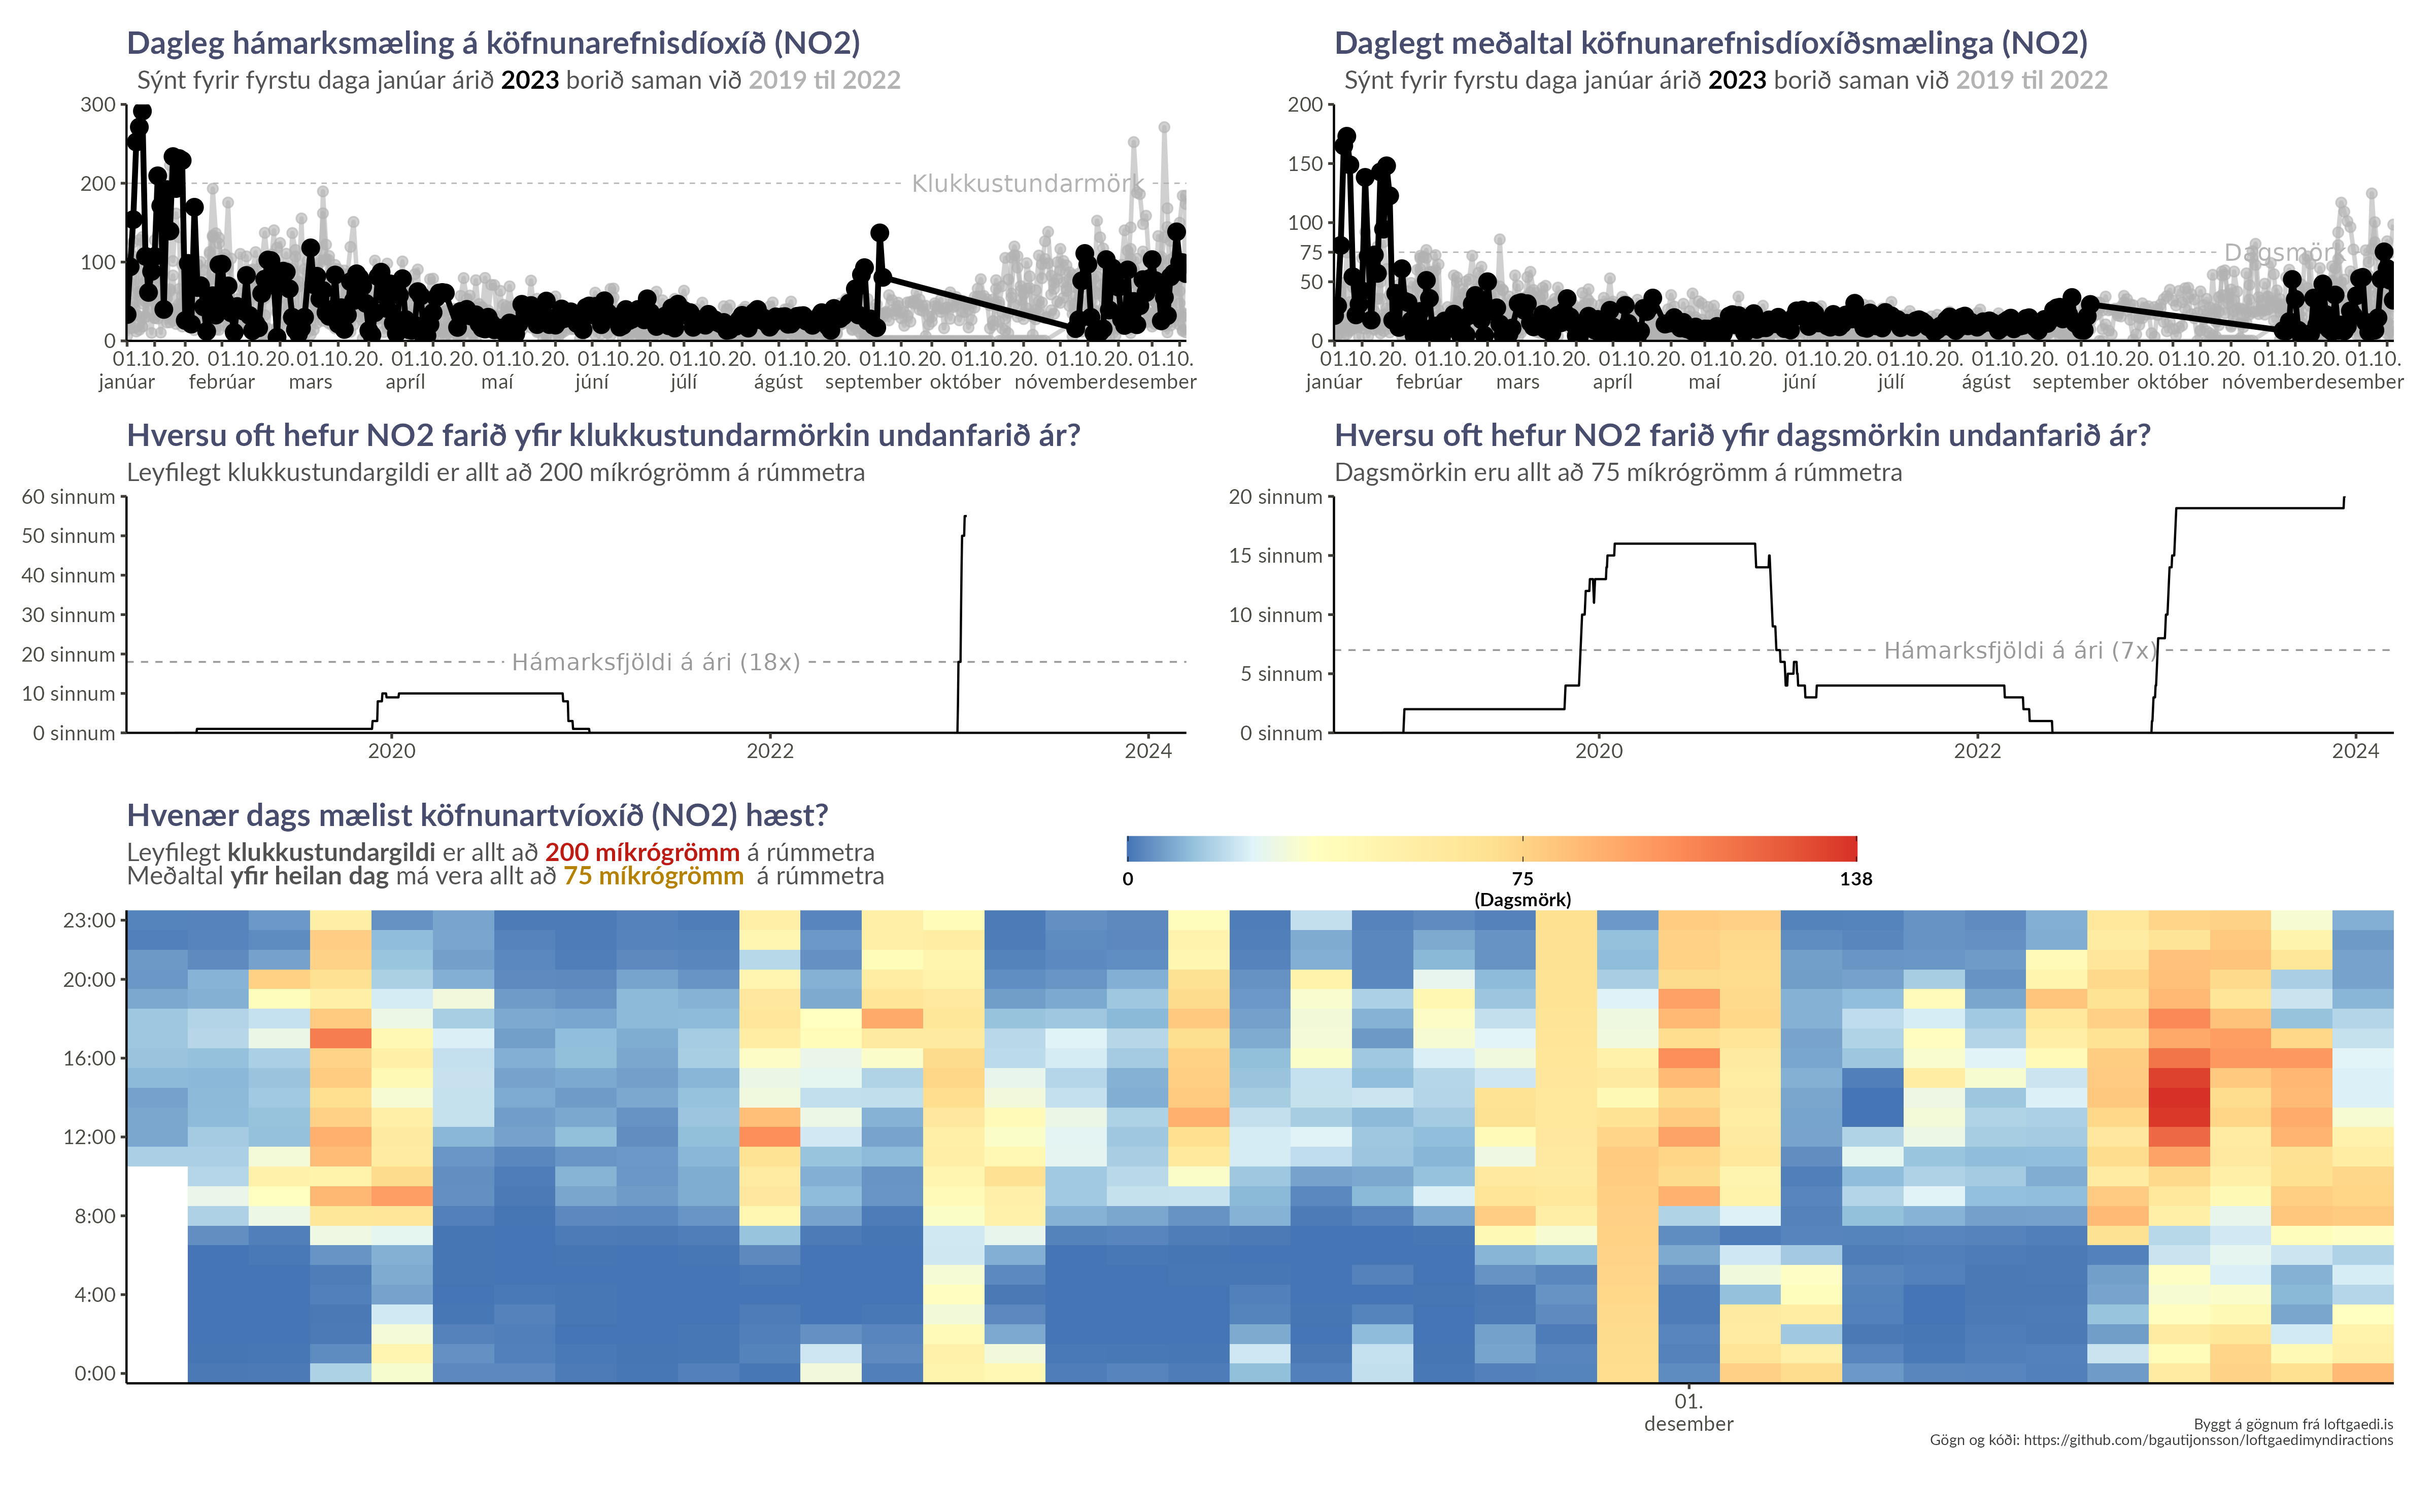 Dagleg hámarksmæling á köfnunarefnisdíoxíð (NO2)
Sýnt fyrir fyrstu daga janúar árið 2023 borið saman við 2019 til 2022
300
200
100
0
Klukkustundarmörk
01.10.20. 01.10.20. 01.10.20. 01.10.20. 01.10.20. 01.10.20. 01.10.20. 01.10.20. 01.10.20. 01.10.20. 01.10.20. 01.10.
janúar febrúar mars apríl maí júní júlí ágúst september október nóvember desember
Daglegt meðaltal köfnunarefnisdíoxíðsmælinga (NO2)
Sýnt fyrir fyrstu daga janúar árið 2023 borið saman við 2019 til 2022
200
150
100
75
50
0
Dagsmörk
01.10.20. 01.10.20. 01.10.20. 01.10.20. 01.10.20. 01.10.20. 01.10.20. 01.10.20. 01.10.20. 01.10.20. 01.10.20. 01.10.
janúar febrúar mars apríl maí júní júlí ágúst september október nóvember desember
Hversu oft hefur NO2 farið yfir klukkustundarmörkin undanfarið ár?
Leyfilegt klukkustundargildi er allt að 200 míkrógrömm á rúmmetra
60 sinnum
50 sinnum
40 sinnum
30 sinnum
20 sinnum
10 sinnum
0 sinnum
Hámarksfjöldi á ári (18x)
2020 2022 2024
Hversu oft hefur NO2 farið yfir dagsmörkin undanfarið ár?
Dagsmörkin eru allt að 75 míkrógrömm á rúmmetra
20 sinnum
15 sinnum
10 sinnum
5 sinnum
0 sinnum
Hámarksfjöldi á ári (7x)
2020 2022 2024
Hvenær dags mælist köfnunartvíoxíð (NO2) hæst?
Leyfilegt klukkustundargildi er allt að 200 míkrógrömm á rúmmetra
Meðaltal yfir heilan dag má vera allt að 75 míkrógrömm á rúmmetra
0 75 138
(Dagsmörk)
23:00
20:00
16:00
12:00
8:00
4:00
0:00
01.
desember
Byggt á gögnum frá loftgaedi.is
Gögn og kóði: https://github.com/bgautijonsson/loftgaedimyndiractions